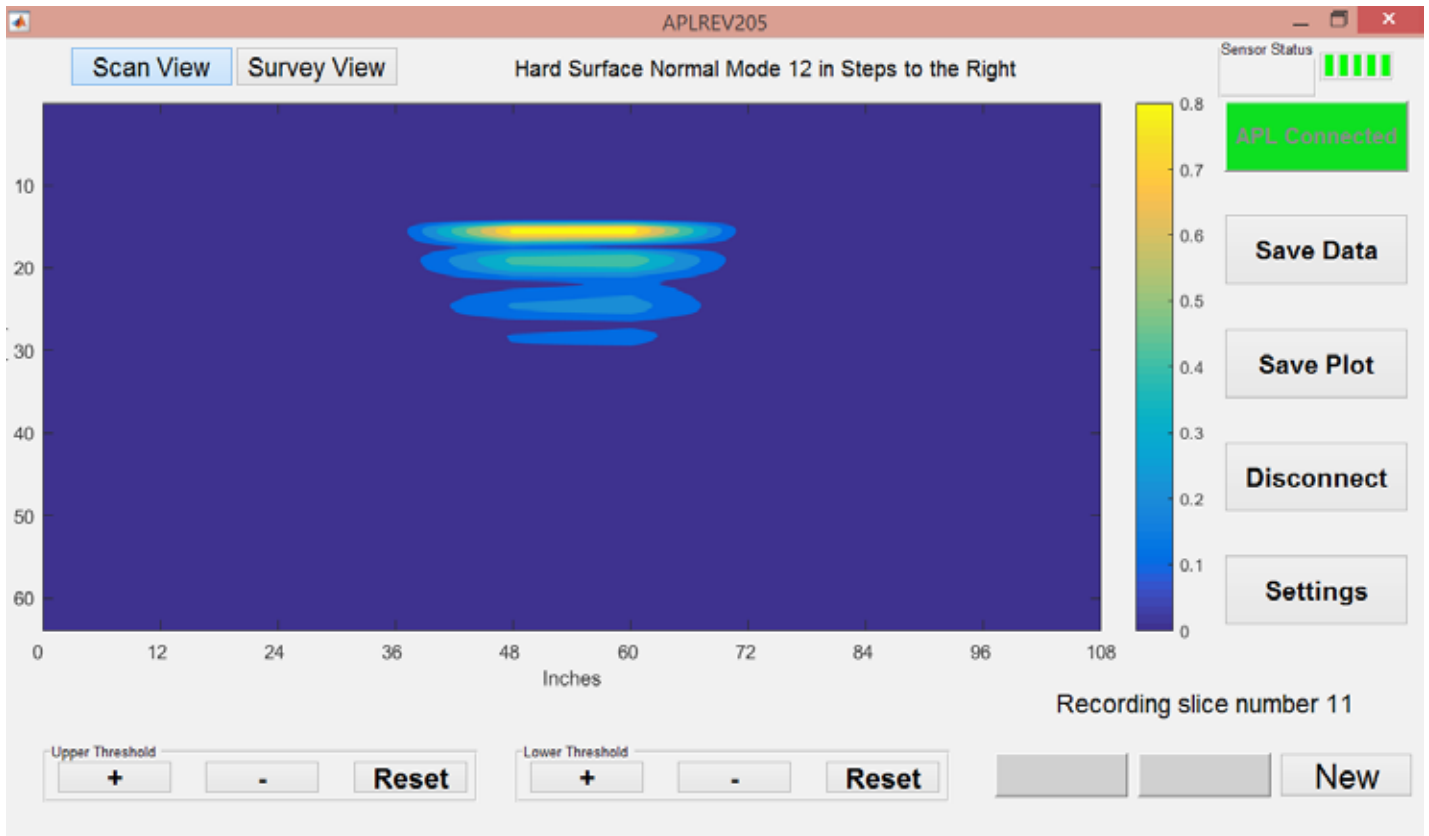 APLREV205
Scan View
Survey View
Hard Surface Normal Mode 12 in Steps to the Right
Sensor Status
APL Connected
Save Data
Save Plot
Disconnect
Settings
10
20
30
40
50
60
0 12 24 36 48 60 72 84 96 108
Inches
0.8
0.7
0.6
0.5
0.4
0.3
0.2
0.1
0
Recording slice number 11
Upper Threshold
+ - Reset
Lower Threshold
+ - Reset
New